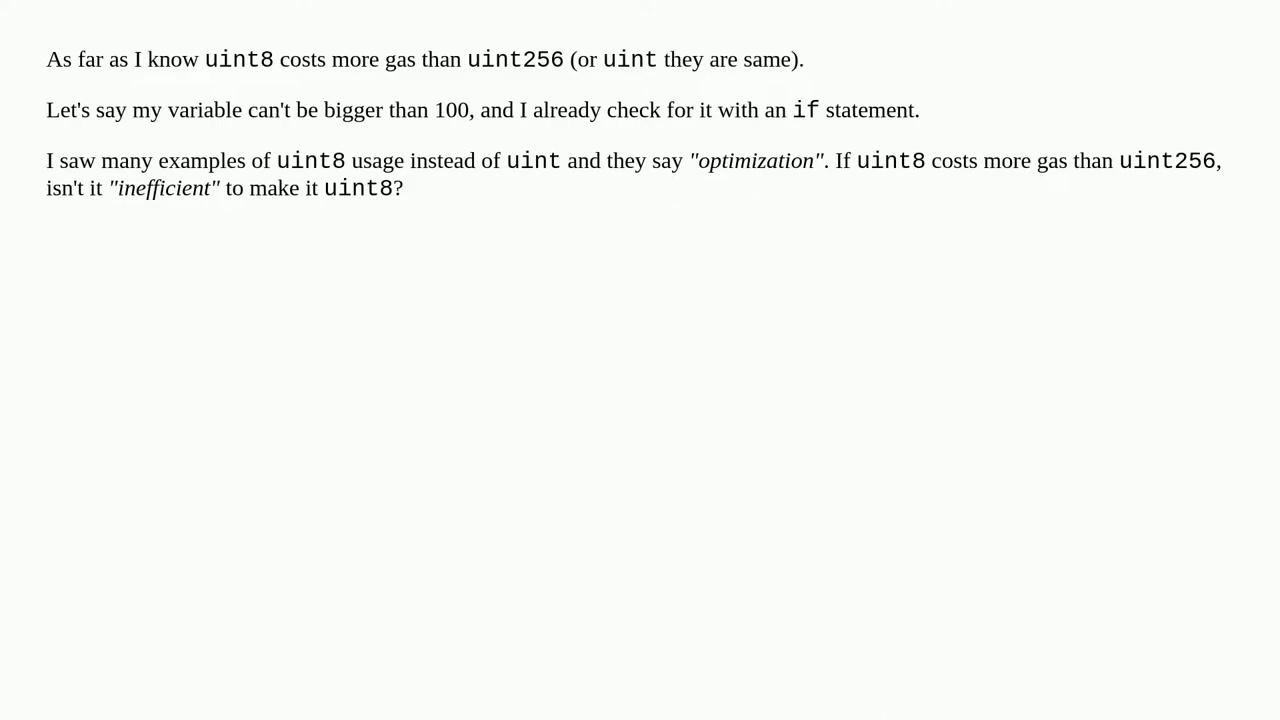 As far as I know uint8 costs more gas than uint256 (or uint they are same).
Let's say my variable can't be bigger than 100, and I already check for it with an if statement.
I saw many examples of uint8 usage instead of uint and they say "optimization". If uint8 costs more gas than uint256,
isn't it "inefficient" to make it uint8?